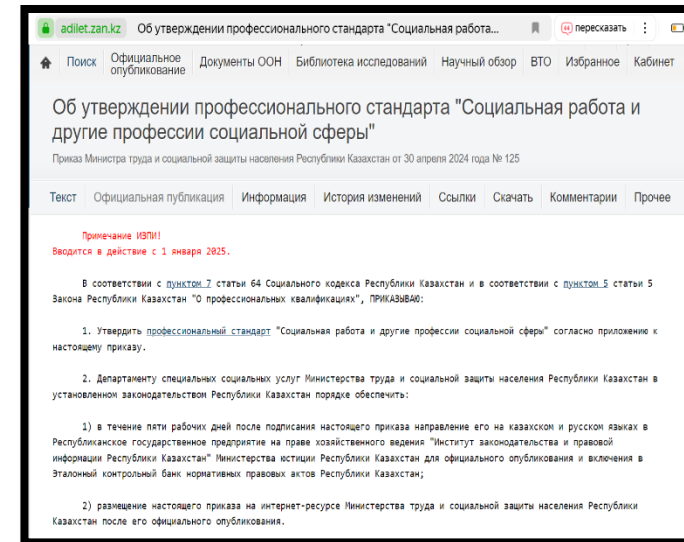 adilet.zan.kz Об утверждении профессионального стандарта "Социальная работа... пересказать
Поиск Официальное опубликование Документы ООН Библиотека исследований Научный обзор ВТО Избранное Кабинет
Об утверждении профессионального стандарта "Социальная работа и
другие профессии социальной сферы"
Приказ Министра труда и социальной защиты населения Республики Казахстан от 30 апреля 2024 года № 125
Текст Официальная публикация Информация История изменений Ссылки Скачать Комментарии Прочее
Примечание ИЗПИ!
Вводится в действие с 1 января 2025.
В соответствии с пунктом 7 статьи 64 Социального кодекса Республики Казахстан и в соответствии с пунктом 5 статьи 5
Закона Республики Казахстан "О профессиональных квалификациях", ПРИКАЗЫВАЮ:
1. Утвердить профессиональный стандарт "Социальная работа и другие профессии социальной сферы" согласно приложению к
настоящему приказу.
2. Департаменту специальных социальных услуг Министерства труда и социальной защиты населения Республики Казахстан в
установленном законодательством Республики Казахстан порядке обеспечить:
1) в течение пяти рабочих дней после подписания настоящего приказа направление его на казахском и русском языках в
Республиканское государственное предприятие на праве хозяйственного ведения "Институт законодательства и правовой
информации Республики Казахстан" Министерства юстиции Республики Казахстан для официального опубликования и включения в
Эталонный контрольный банк нормативных правовых актов Республики Казахстан;
2) размещение настоящего приказа на интернет-ресурсе Министерства труда и социальной защиты населения Республики
Казахстан после его официального опубликования.